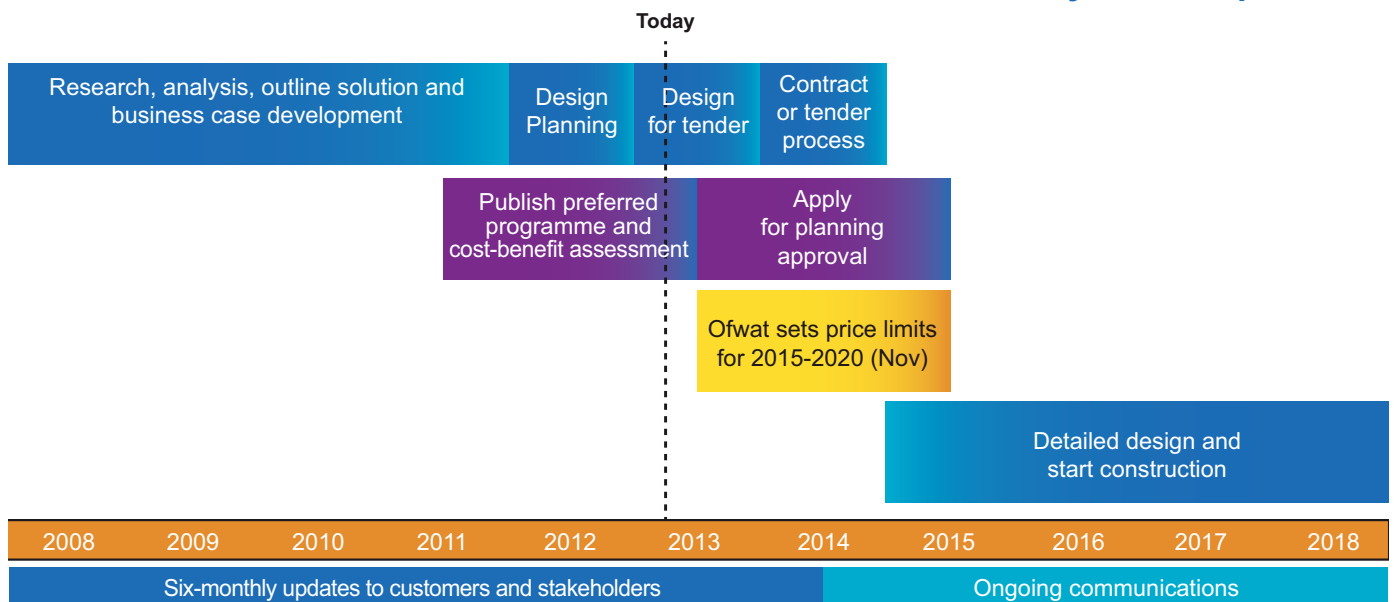 Today
Research, analysis, outline solution and
business case development
Design
Planning
Design
for tender
Contract
or tender
process
Publish preferred
programme and
cost-benefit assessment
Apply
for planning
approval
Ofwat sets price limits
for 2015-2020 (Nov)
Detailed design and
start construction
2008 2009 2010 2011 2012 2013 2014 2015 2016 2017 2018
Six-monthly updates to customers and stakeholders Ongoing communications